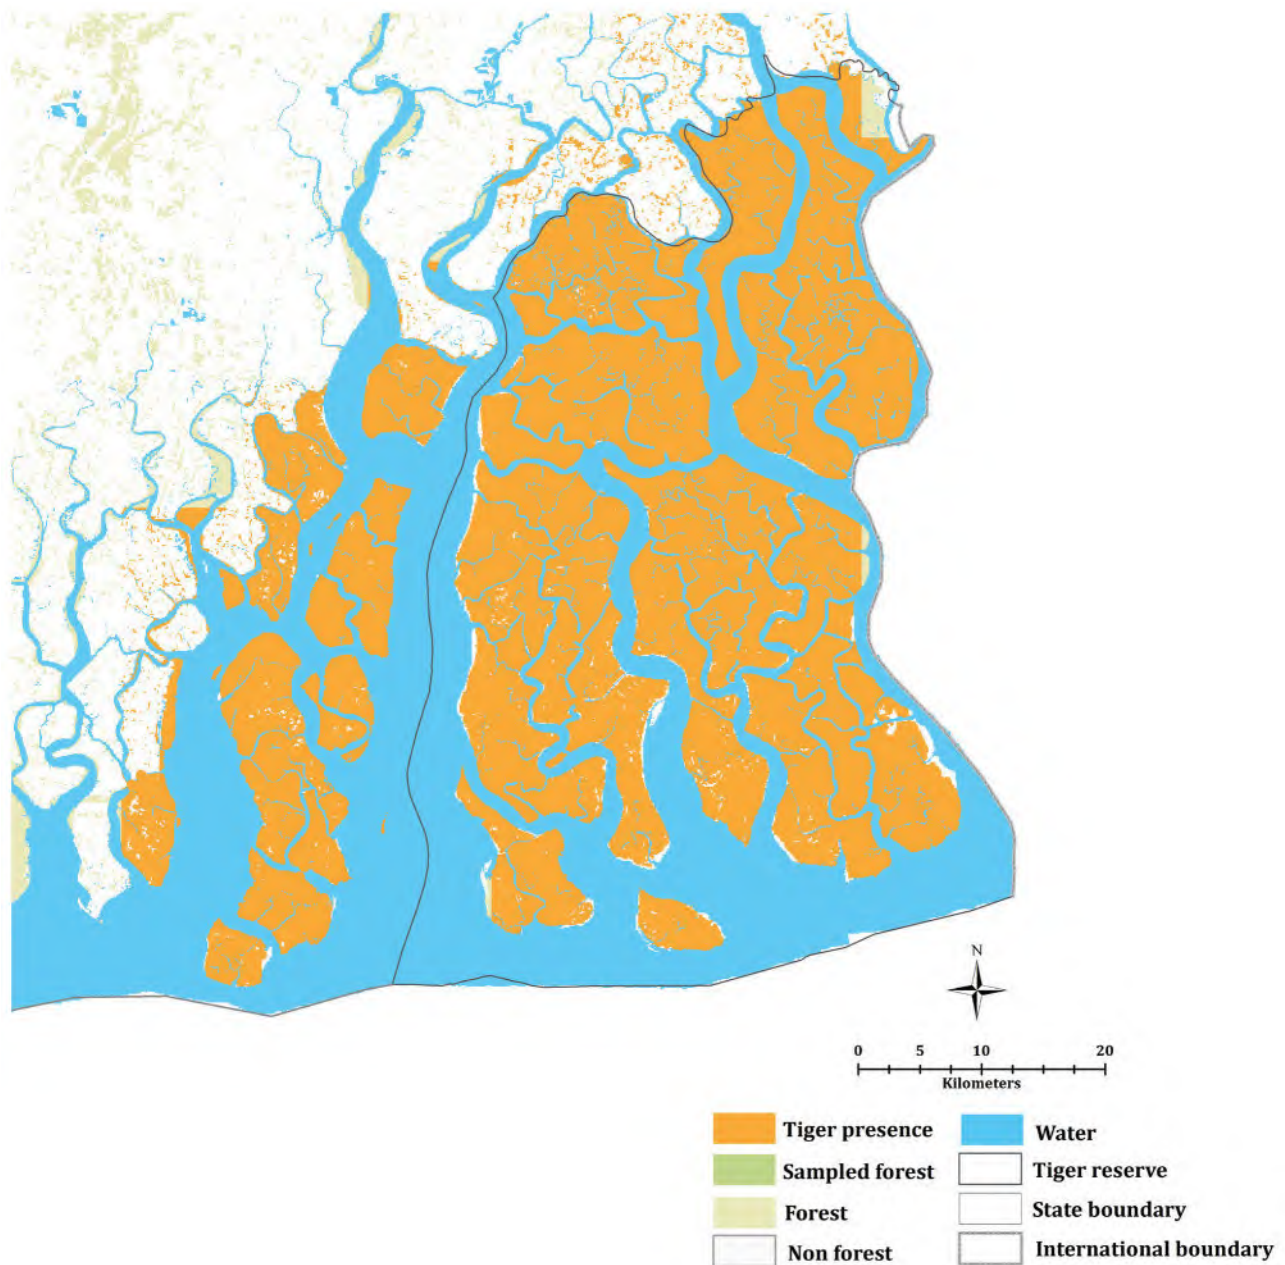 N
0 5 10 20
Kilometers
Tiger presence
Water
Sampled forest
Tiger reserve
Forest
State boundary
Non forest
International boundary